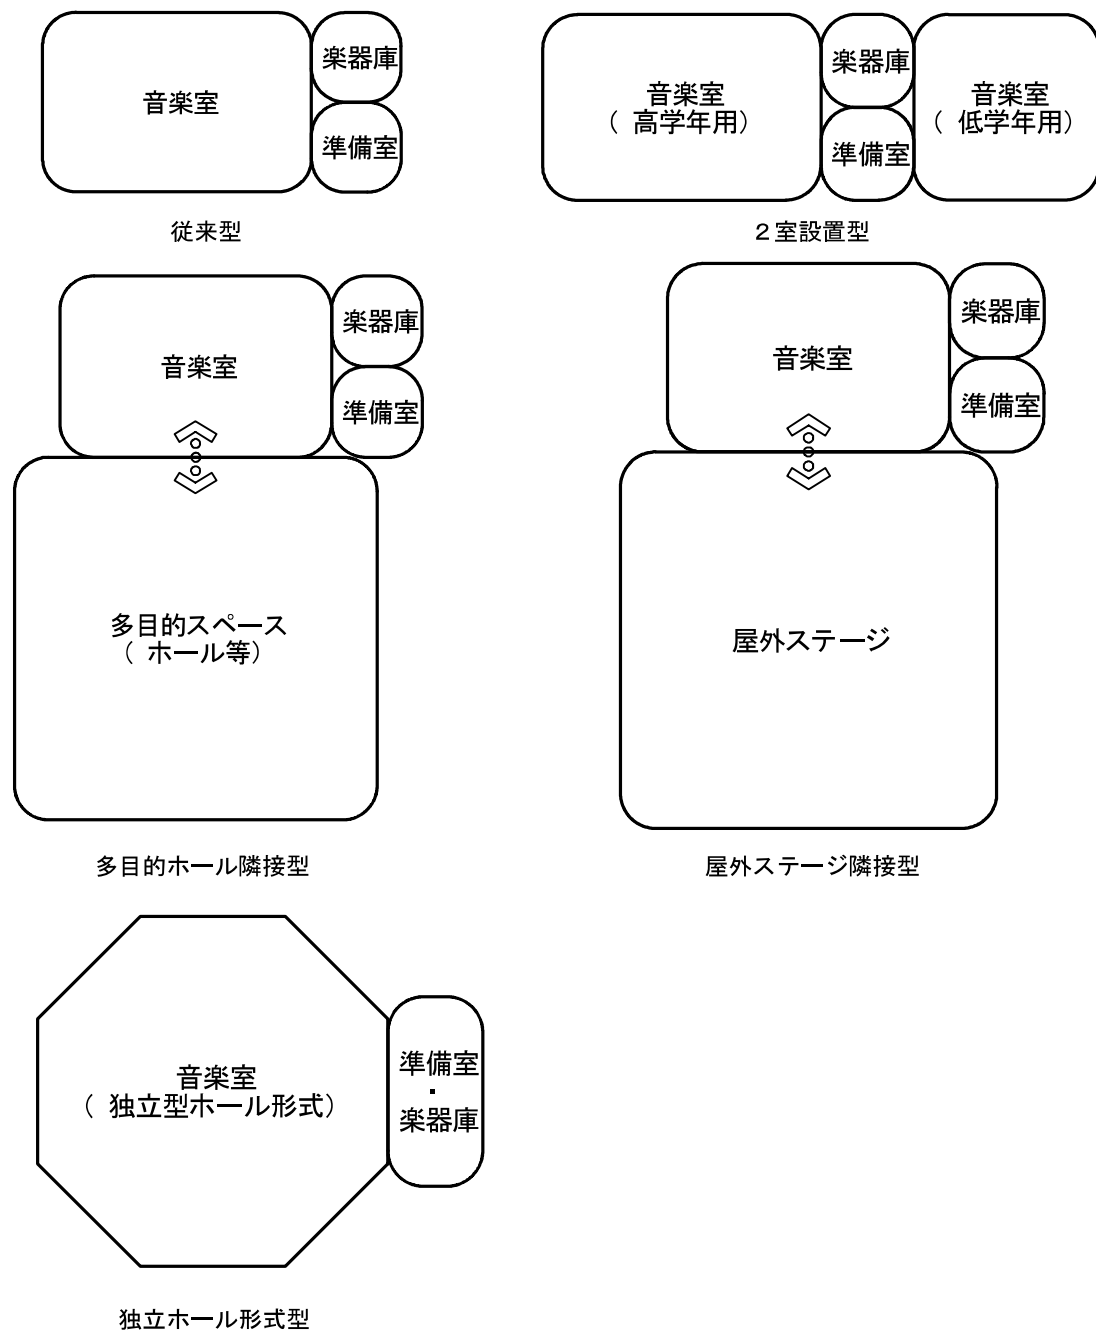 音楽室
楽器庫
準備室
従来型
音楽室
（ 高学年用）
楽器庫
準備室
音楽室
（ 低学年用）
２室設置型
音楽室
楽器庫
準備室
多目的スペース
（ ホール等）
多目的ホール隣接型
音楽室
楽器庫
準備室
屋外ステージ
屋外ステージ隣接型
音楽室
（ 独立型ホール形式）
準備室
・
楽器庫
独立ホール形式型